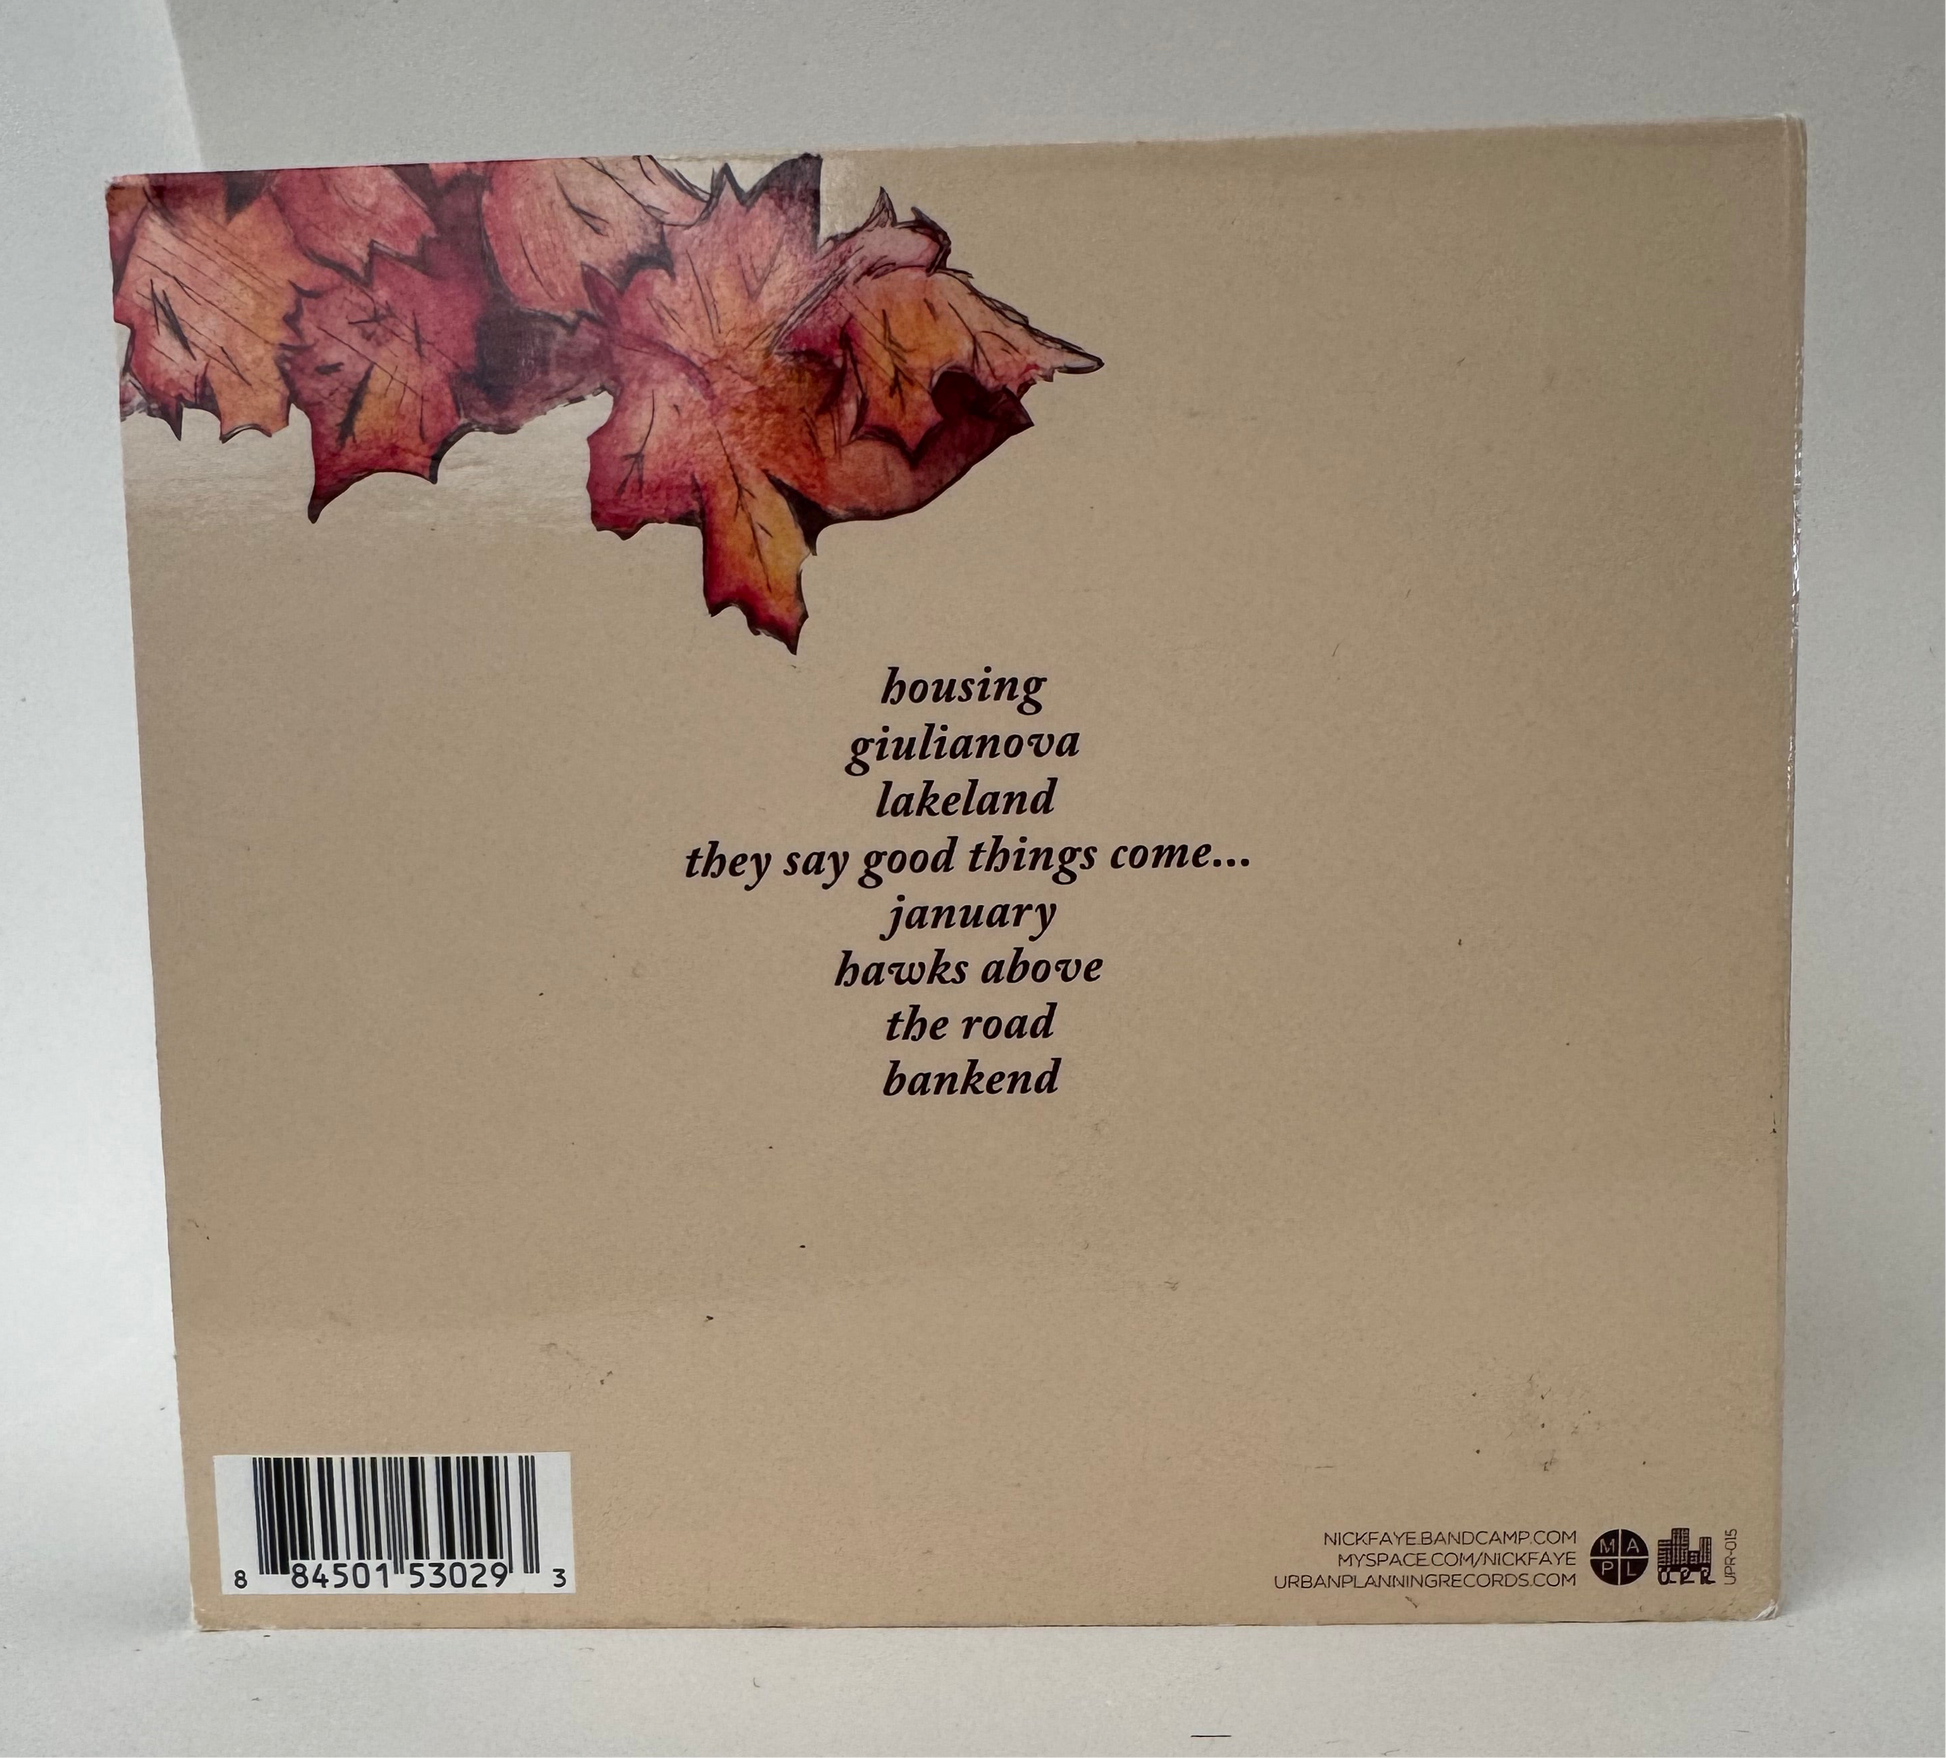 housing
giulianova
lakeland
they say good things come...
january
hawks above
the road
bankend
8 84501 53029 3
NICKFAYE.BANDCAMP.COM
MYSPACE.COM/NICKFAYE
URBANPLANNINGRECORDS.COM
M A
P L
UPR
UPR-015